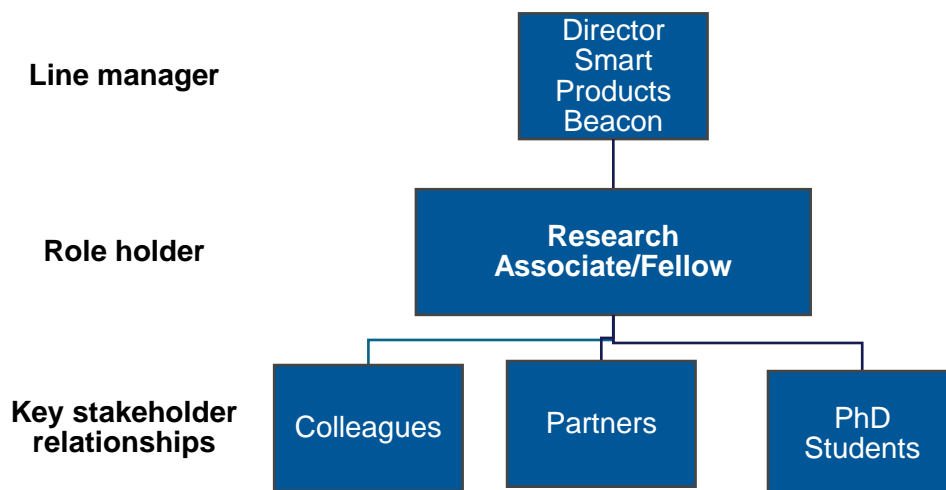 Line manager
Director
Smart
Products
Beacon
Role holder
Research
Associate/Fellow
Key stakeholder
relationships
Colleagues
Partners
PhD
Students